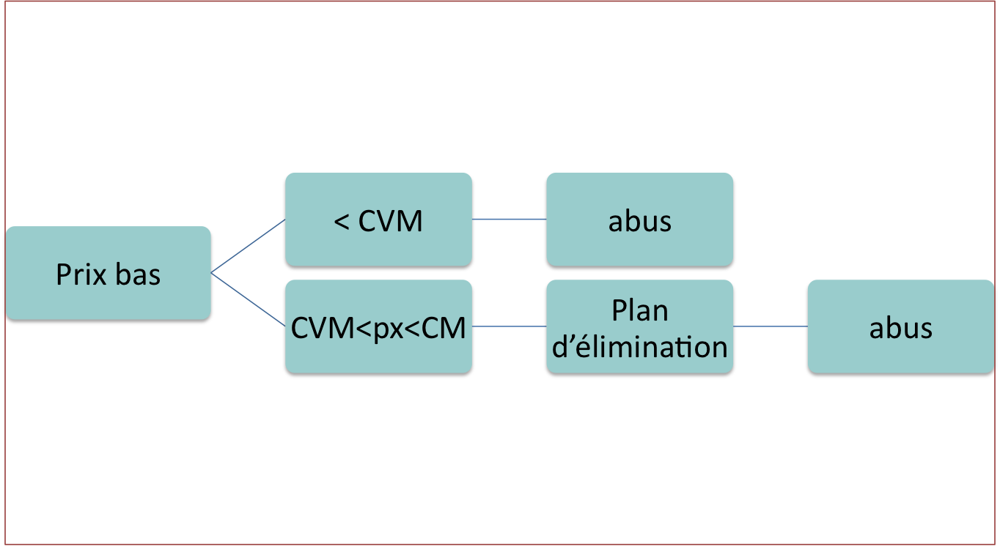 Prix bas
< CVM
abus
CVM<px<CM
Plan
d’élimination
abus